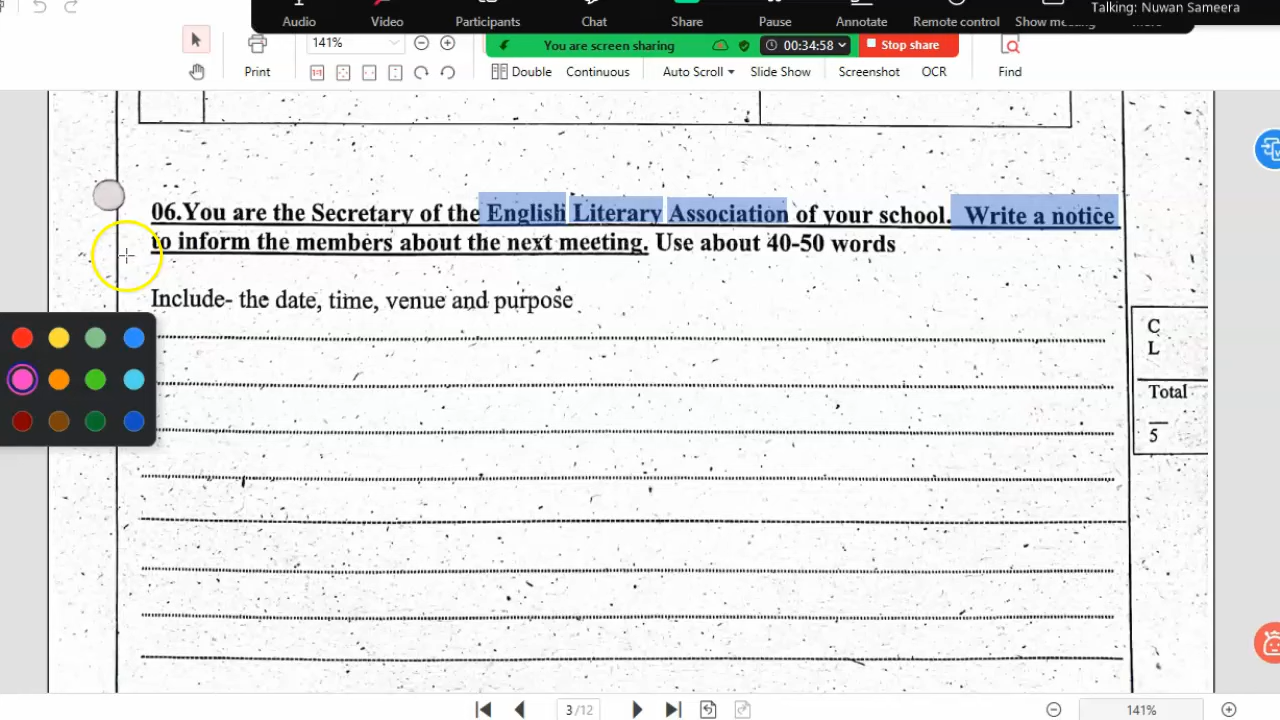 Talking: Nuwan Sameera
Audio Video Participants Chat Share Pause Annotate Remote control
141% You are screen sharing 00:34:58 Stop share
Print Double Continuous Auto Scroll Slide Show Screenshot OCR Find
06.You are the Secretary of the English Literary Association of your school. Write a notice
to inform the members about the next meeting. Use about 40-50 words
Include- the date, time, venue and purpose
C
L
Total
5
3/12 141%